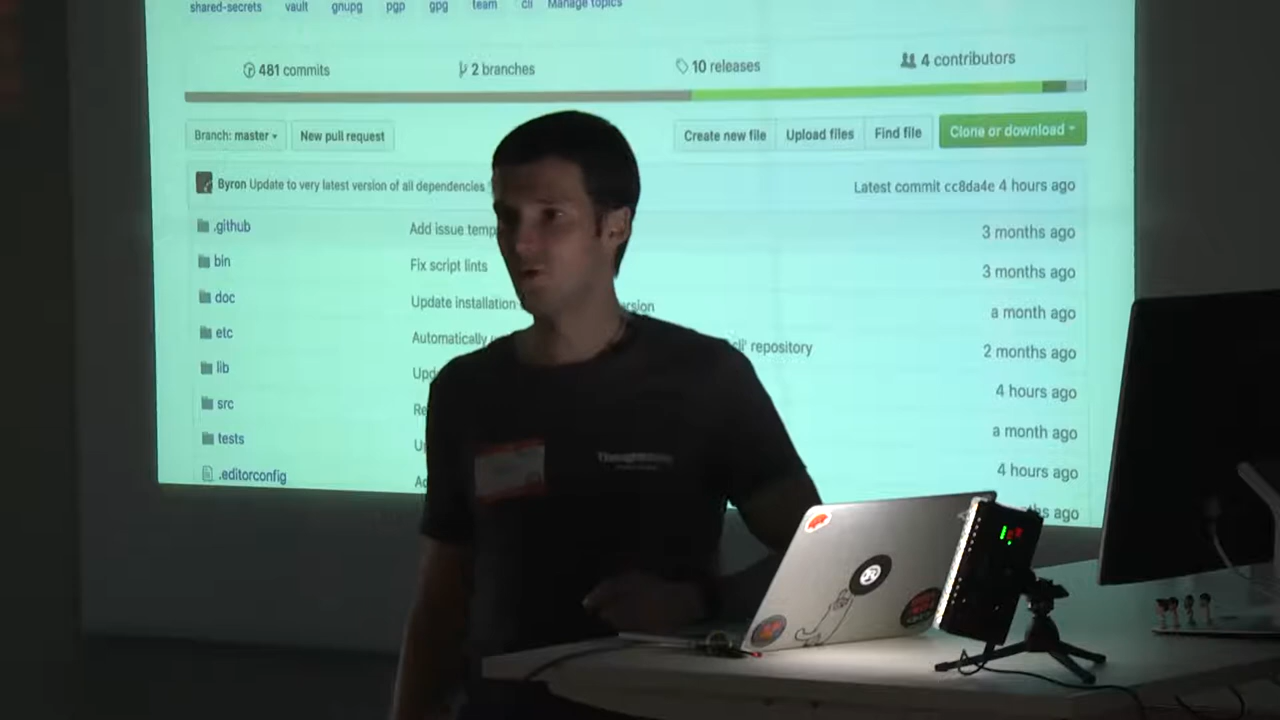 shared-secrets vault gnupg pgp gpg team cli Manage topics
481 commits 2 branches 10 releases 4 contributors
Branch: master New pull request Create new file Upload files Find file Clone or download
Byron Update to very latest version of all dependencies Latest commit cc8da4e 4 hours ago
.github Add issue temp 3 months ago
bin Fix script lints 3 months ago
doc Update installation rsion a month ago
etc Automatically cli' repository 2 months ago
lib Upd 4 hours ago
src Re a month ago
tests Up 4 hours ago
.editorconfig Ad hs ago